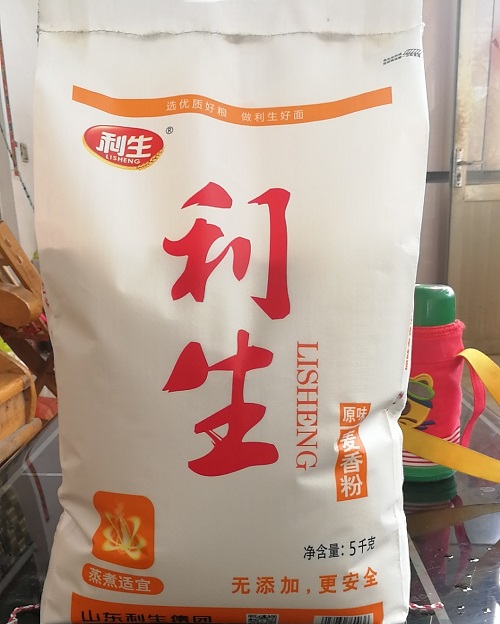 选优质好粮 做利生好面
利生®
LISHENG
利生
LISHENG
原味
麦香粉
净含量：5千克
蒸煮适宜
无添加，更安全
山东利生集团